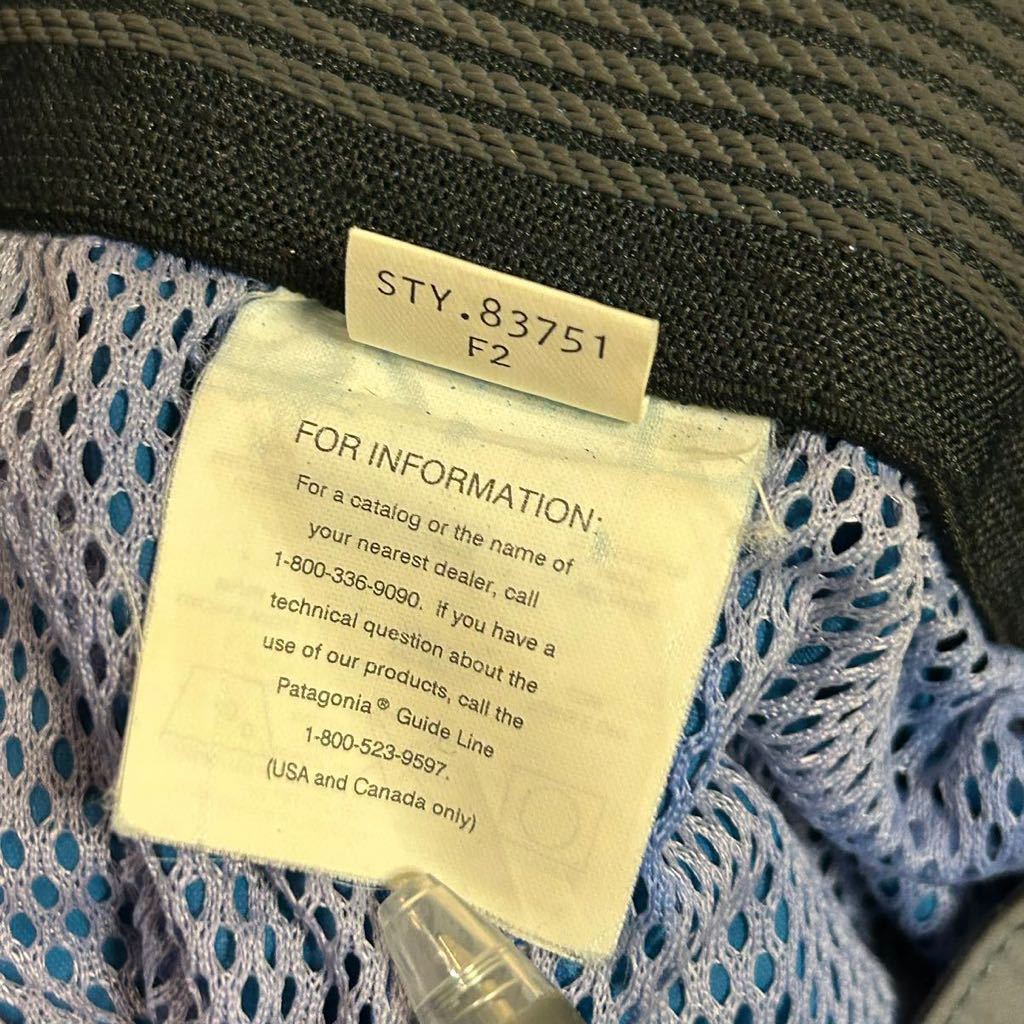 STY.83751
F2
FOR INFORMATION:
For a catalog or the name of
your nearest dealer, call
1-800-336-9090. If you have a
technical question about the
use of our products, call the
Patagonia ® Guide Line
1-800-523-9597.
(USA and Canada only)